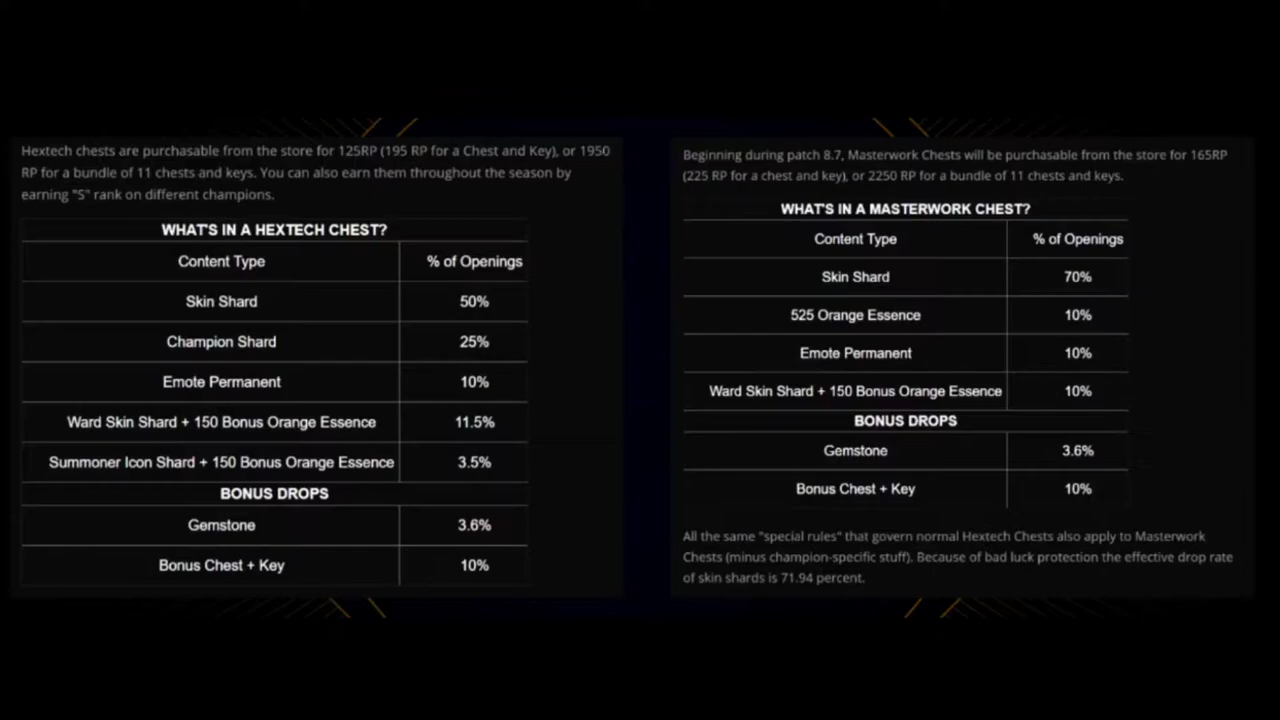 Hextech chests are purchasable from the store for 125RP (195 RP for a Chest and Key), or 1950
RP for a bundle of 11 chests and keys. You can also earn them throughout the season by
earning "S" rank on different champions.
WHAT'S IN A HEXTECH CHEST?
Content Type % of Openings
Skin Shard 50%
Champion Shard 25%
Emote Permanent 10%
Ward Skin Shard + 150 Bonus Orange Essence 11.5%
Summoner Icon Shard + 150 Bonus Orange Essence 3.5%
BONUS DROPS
Gemstone 3.6%
Bonus Chest + Key 10%
Beginning during patch 8.7, Masterwork Chests will be purchasable from the store for 165RP
(225 RP for a chest and key), or 2250 RP for a bundle of 11 chests and keys.
WHAT'S IN A MASTERWORK CHEST?
Content Type % of Openings
Skin Shard 70%
525 Orange Essence 10%
Emote Permanent 10%
Ward Skin Shard + 150 Bonus Orange Essence 10%
BONUS DROPS
Gemstone 3.6%
Bonus Chest + Key 10%
All the same "special rules" that govern normal Hextech Chests also apply to Masterwork
Chests (minus champion-specific stuff). Because of bad luck protection the effective drop rate
of skin shards is 71.94 percent.